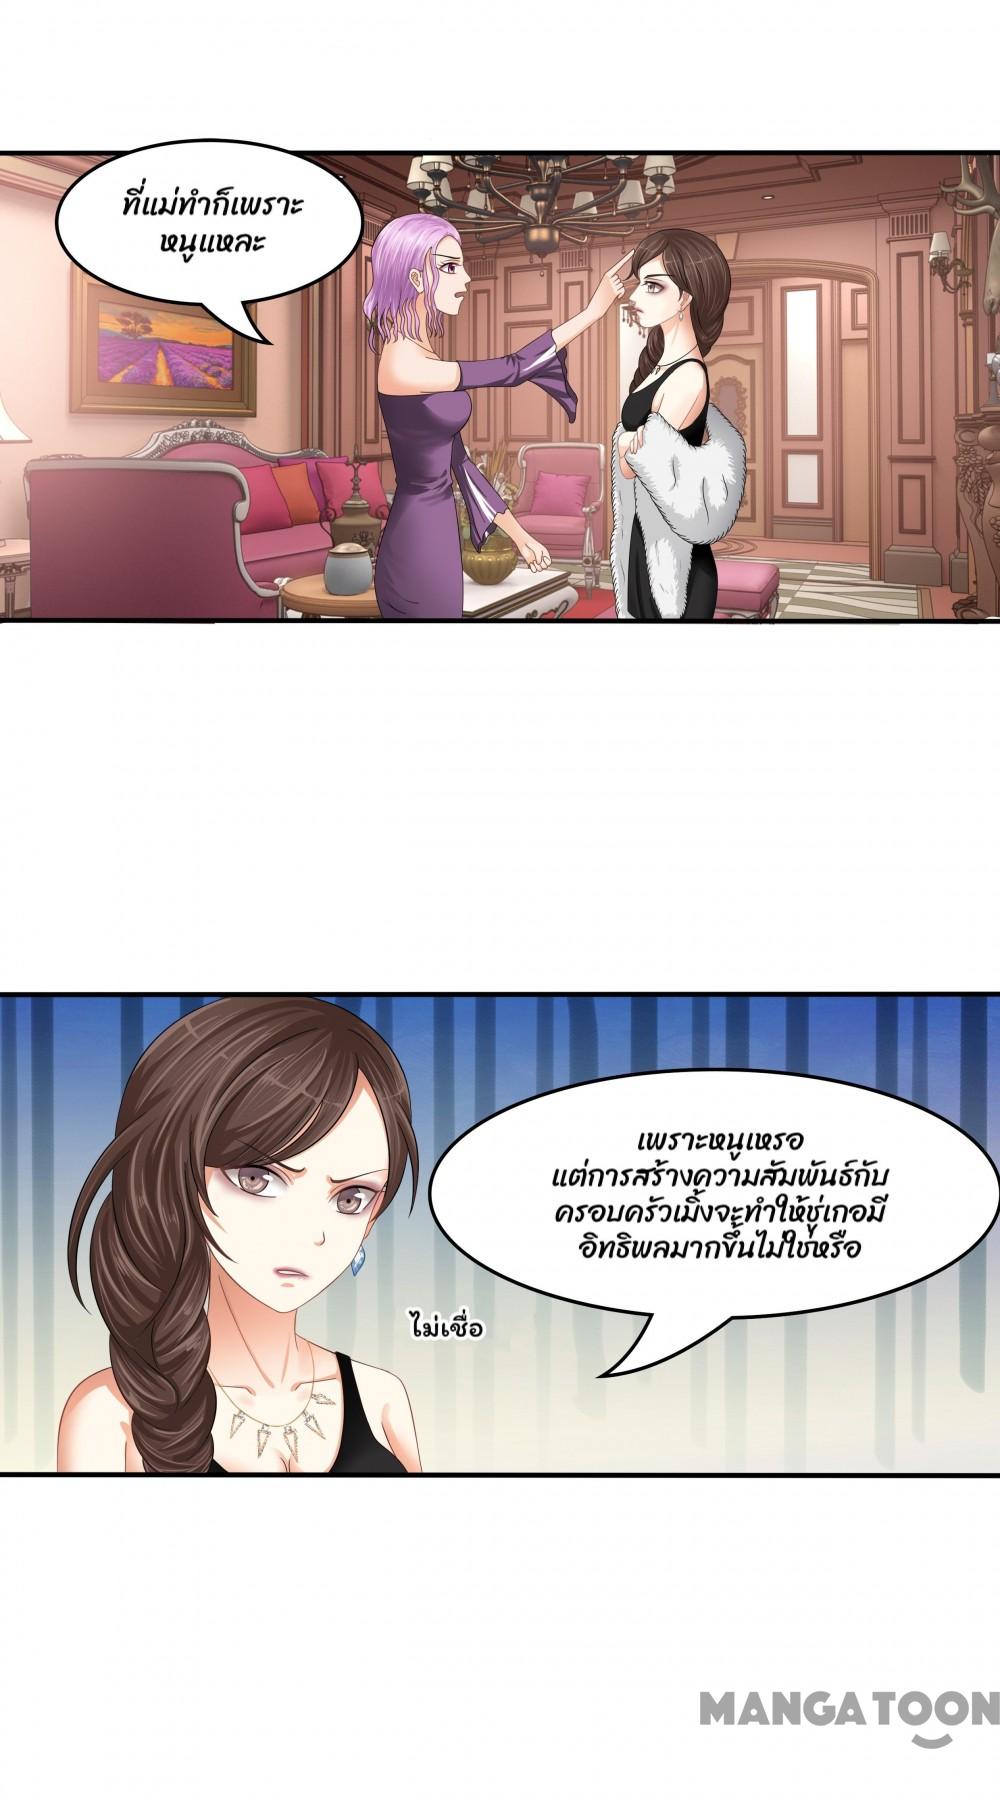 ที่แม่ทำก็เพราะ
หนูแหละ
เพราะหนูเหรอ
แต่การสร้างความสัมพันธ์กับ
ครอบครัวเมิ้งจะทำให้ชู่เกอมี
อิทธิพลมากขึ้นไม่ใช่หรือ
ไม่เชื่อ
MANGATOON